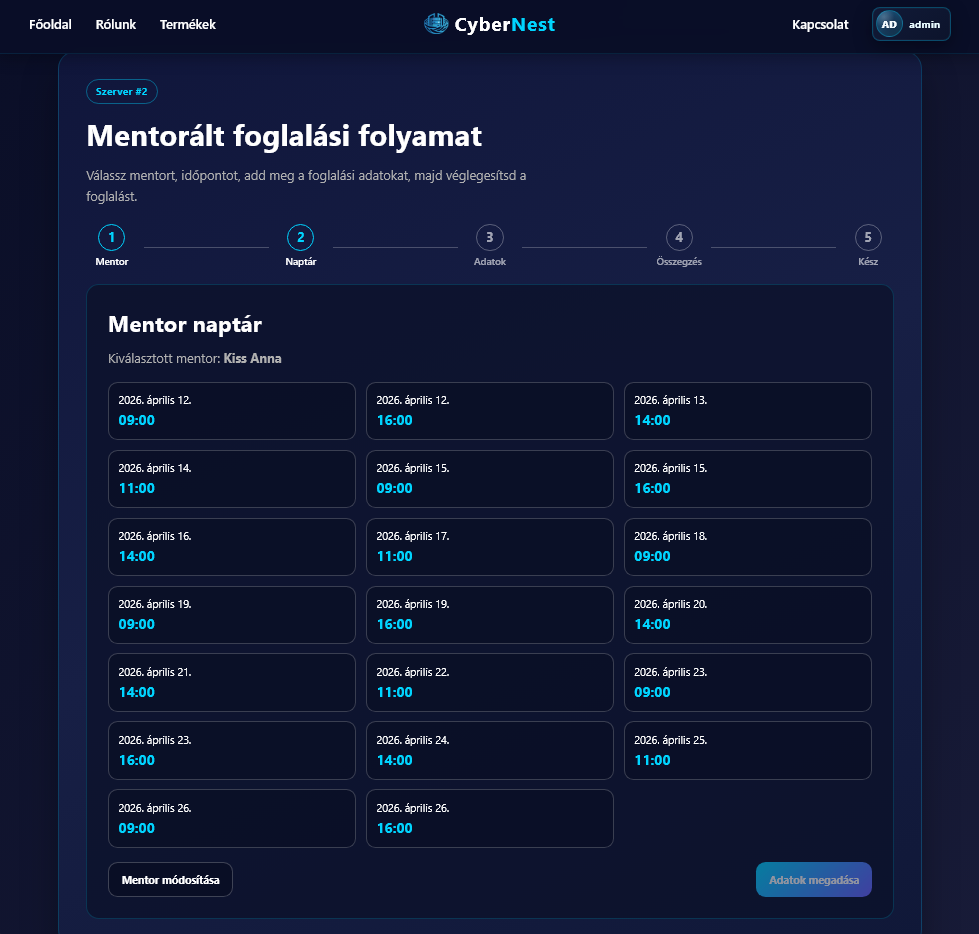 Főoldal Rólunk Termékek CyberNest Kapcsolat AD admin
Szerver #2
Mentorált foglalási folyamat
Válassz mentort, időpontot, add meg a foglalási adatokat, majd véglegesítsd a
foglalást.
1 2 3 4 5
Mentor Naptár Adatok Összegzés Kész
Mentor naptár
Kiválasztott mentor: Kiss Anna
2026. április 12. 2026. április 12. 2026. április 13.
09:00 16:00 14:00
2026. április 14. 2026. április 15. 2026. április 15.
11:00 09:00 16:00
2026. április 16. 2026. április 17. 2026. április 18.
14:00 11:00 09:00
2026. április 19. 2026. április 19. 2026. április 20.
09:00 16:00 14:00
2026. április 21. 2026. április 22. 2026. április 23.
14:00 11:00 09:00
2026. április 23. 2026. április 24. 2026. április 25.
16:00 14:00 11:00
2026. április 26. 2026. április 26.
09:00 16:00
Mentor módosítása Adatok megadása